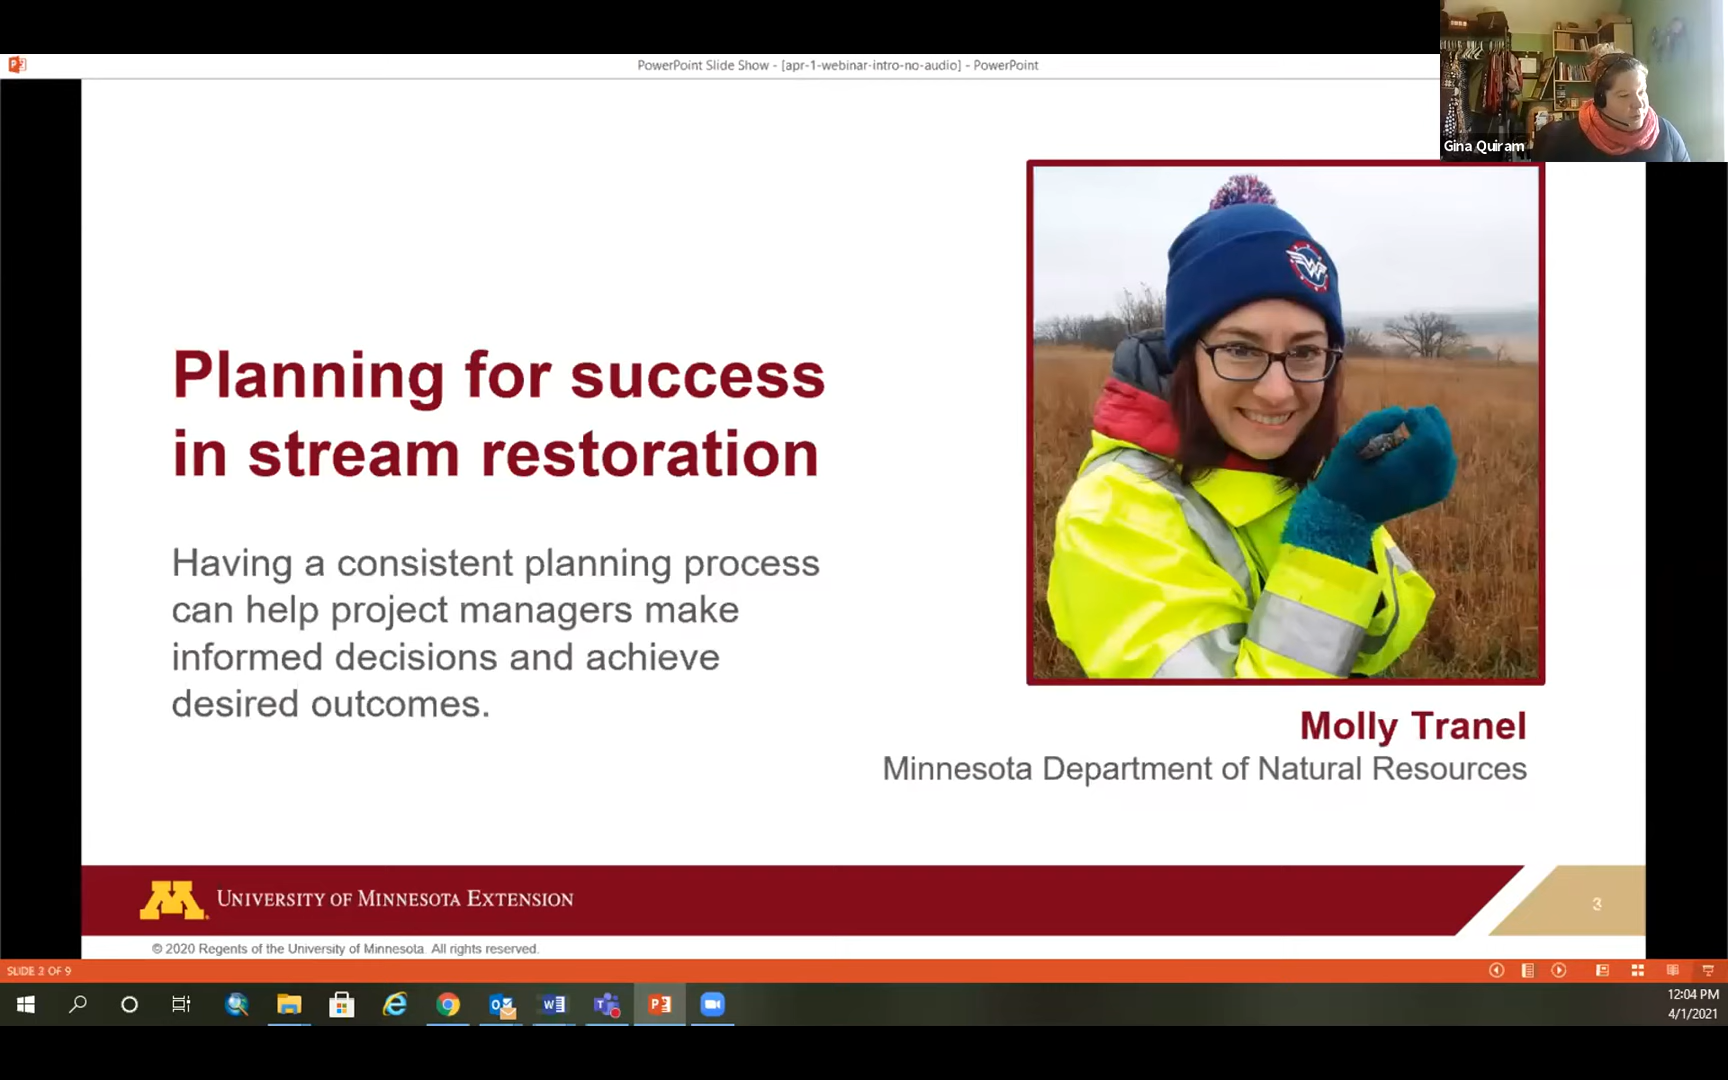 PowerPoint Slide Show - [apr-1-webinar-intro-no-audio] - PowerPoint
Gina Quiram
Planning for success
in stream restoration
Having a consistent planning process
can help project managers make
informed decisions and achieve
desired outcomes.
Molly Tranel
Minnesota Department of Natural Resources
UNIVERSITY OF MINNESOTA EXTENSION
3
© 2020 Regents of the University of Minnesota. All rights reserved.
SLIDE 3 OF 9
12:04 PM
4/1/2021